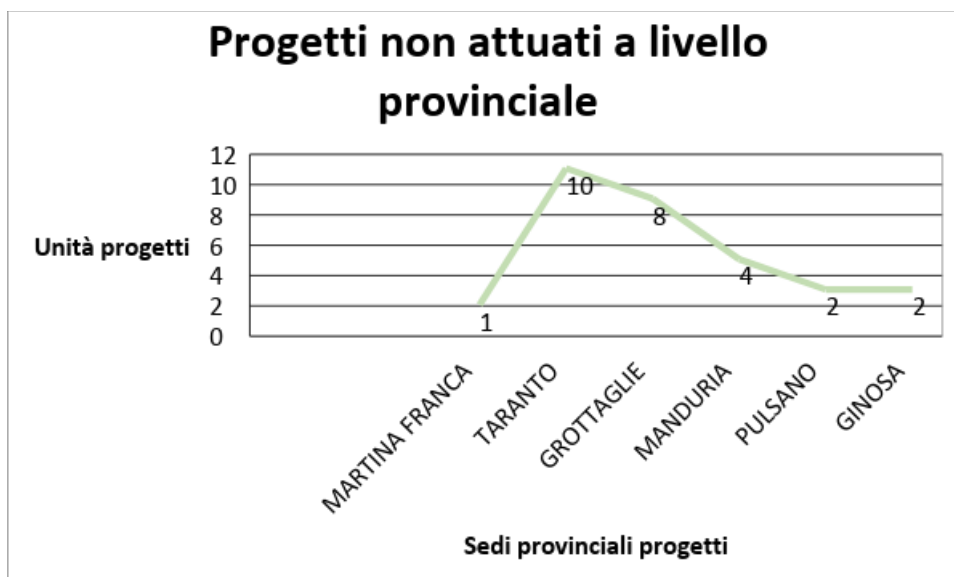 Progetti non attuati a livello
provinciale
12
10
8
6
4
2
0
Unità progetti
10
8
4
2
2
1
MARTINA FRANCA
TARANTO
GROTTAGLIE
MANDURIA
PULSANO
GINOSA
Sedi provinciali progetti